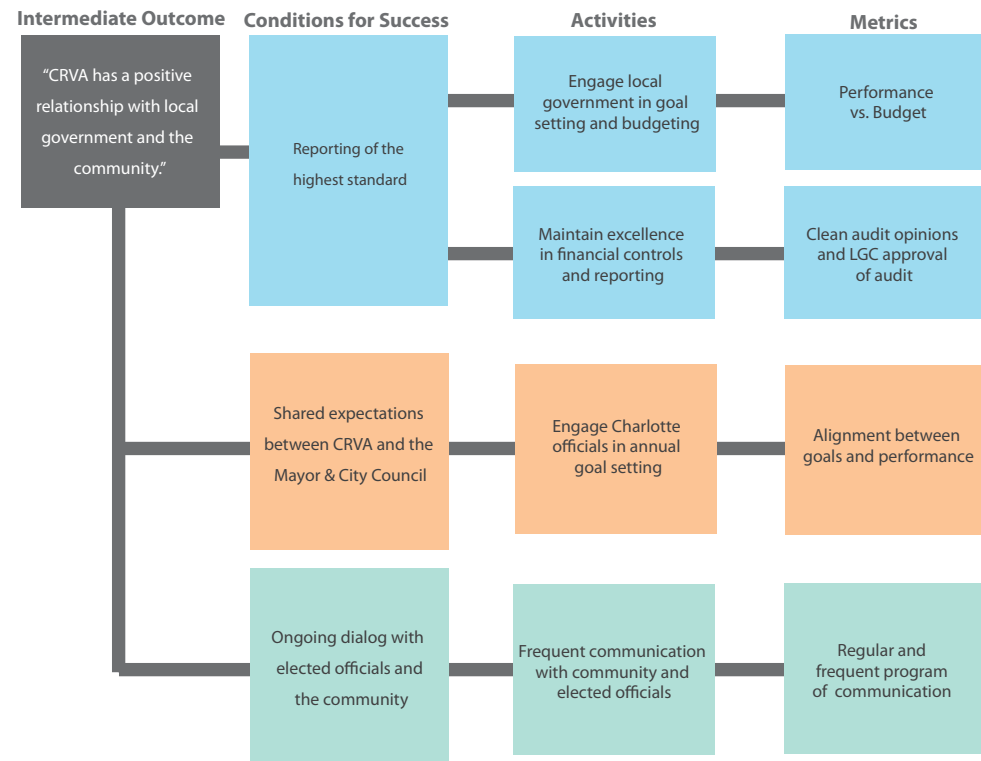 Intermediate Outcome
Conditions for Success
Activities
Metrics
“CRVA has a positive
relationship with local
government and the
community.”
Reporting of the
highest standard
Engage local
government in goal
setting and budgeting
Performance
vs. Budget
Maintain excellence
in financial controls
and reporting
Clean audit opinions
and LGC approval
of audit
Shared expectations
between CRVA and the
Mayor & City Council
Engage Charlotte
officials in annual
goal setting
Alignment between
goals and performance
Ongoing dialog with
elected officials and
the community
Frequent communication
with community and
elected officials
Regular and
frequent program
of communication